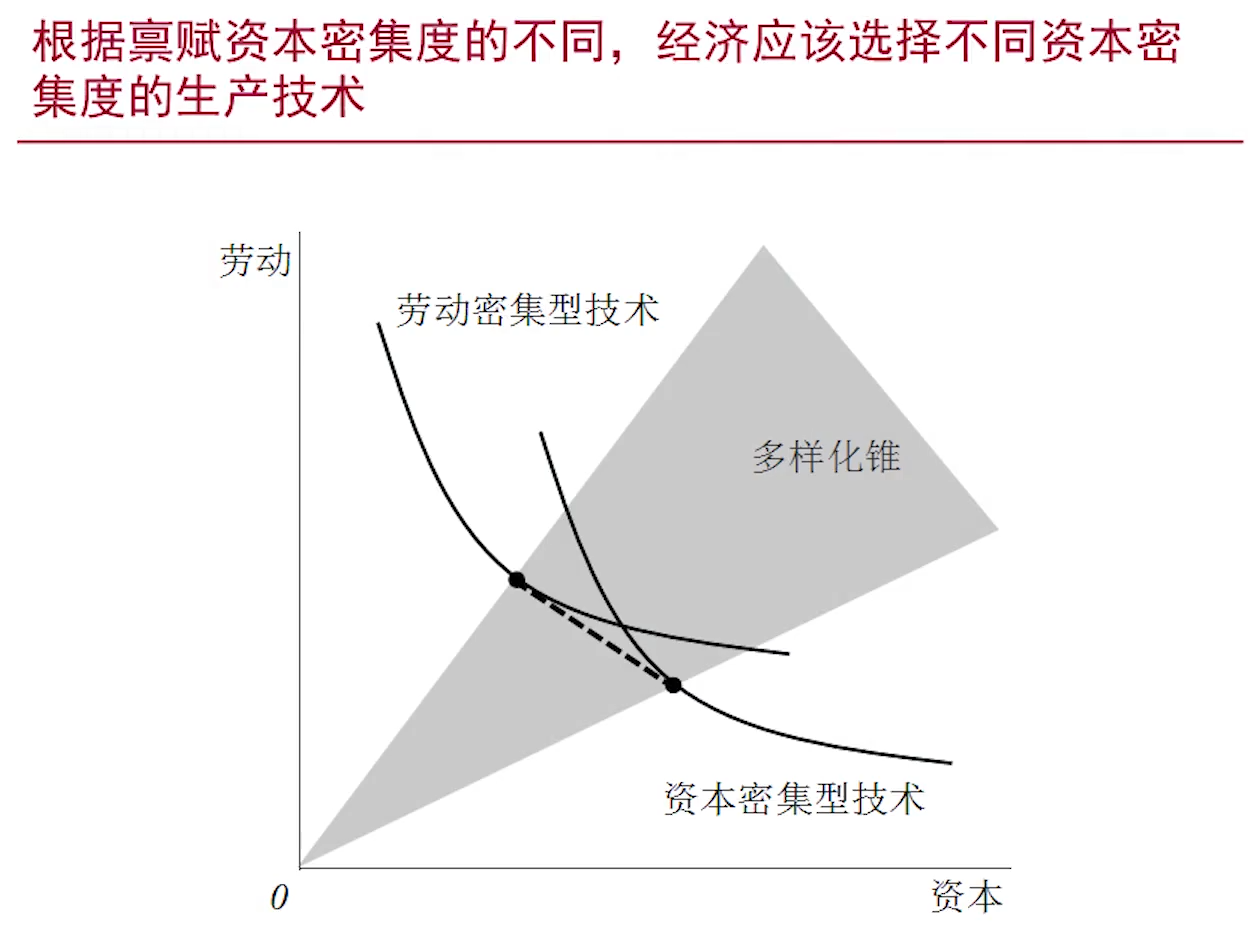 根据禀赋资本密集度的不同，经济应该选择不同资本密
集度的生产技术
劳动
劳动密集型技术
多样化锥
资本密集型技术
0
资本